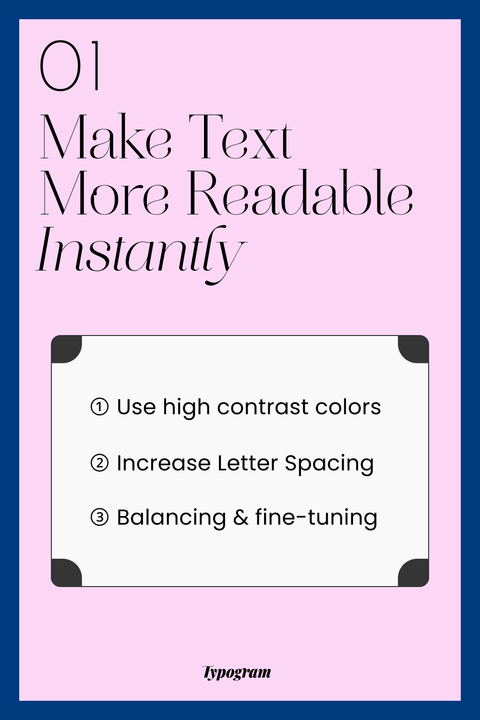 01
Make Text
More Readable
Instantly
① Use high contrast colors
② Increase Letter Spacing
③ Balancing & fine-tuning
Typogram